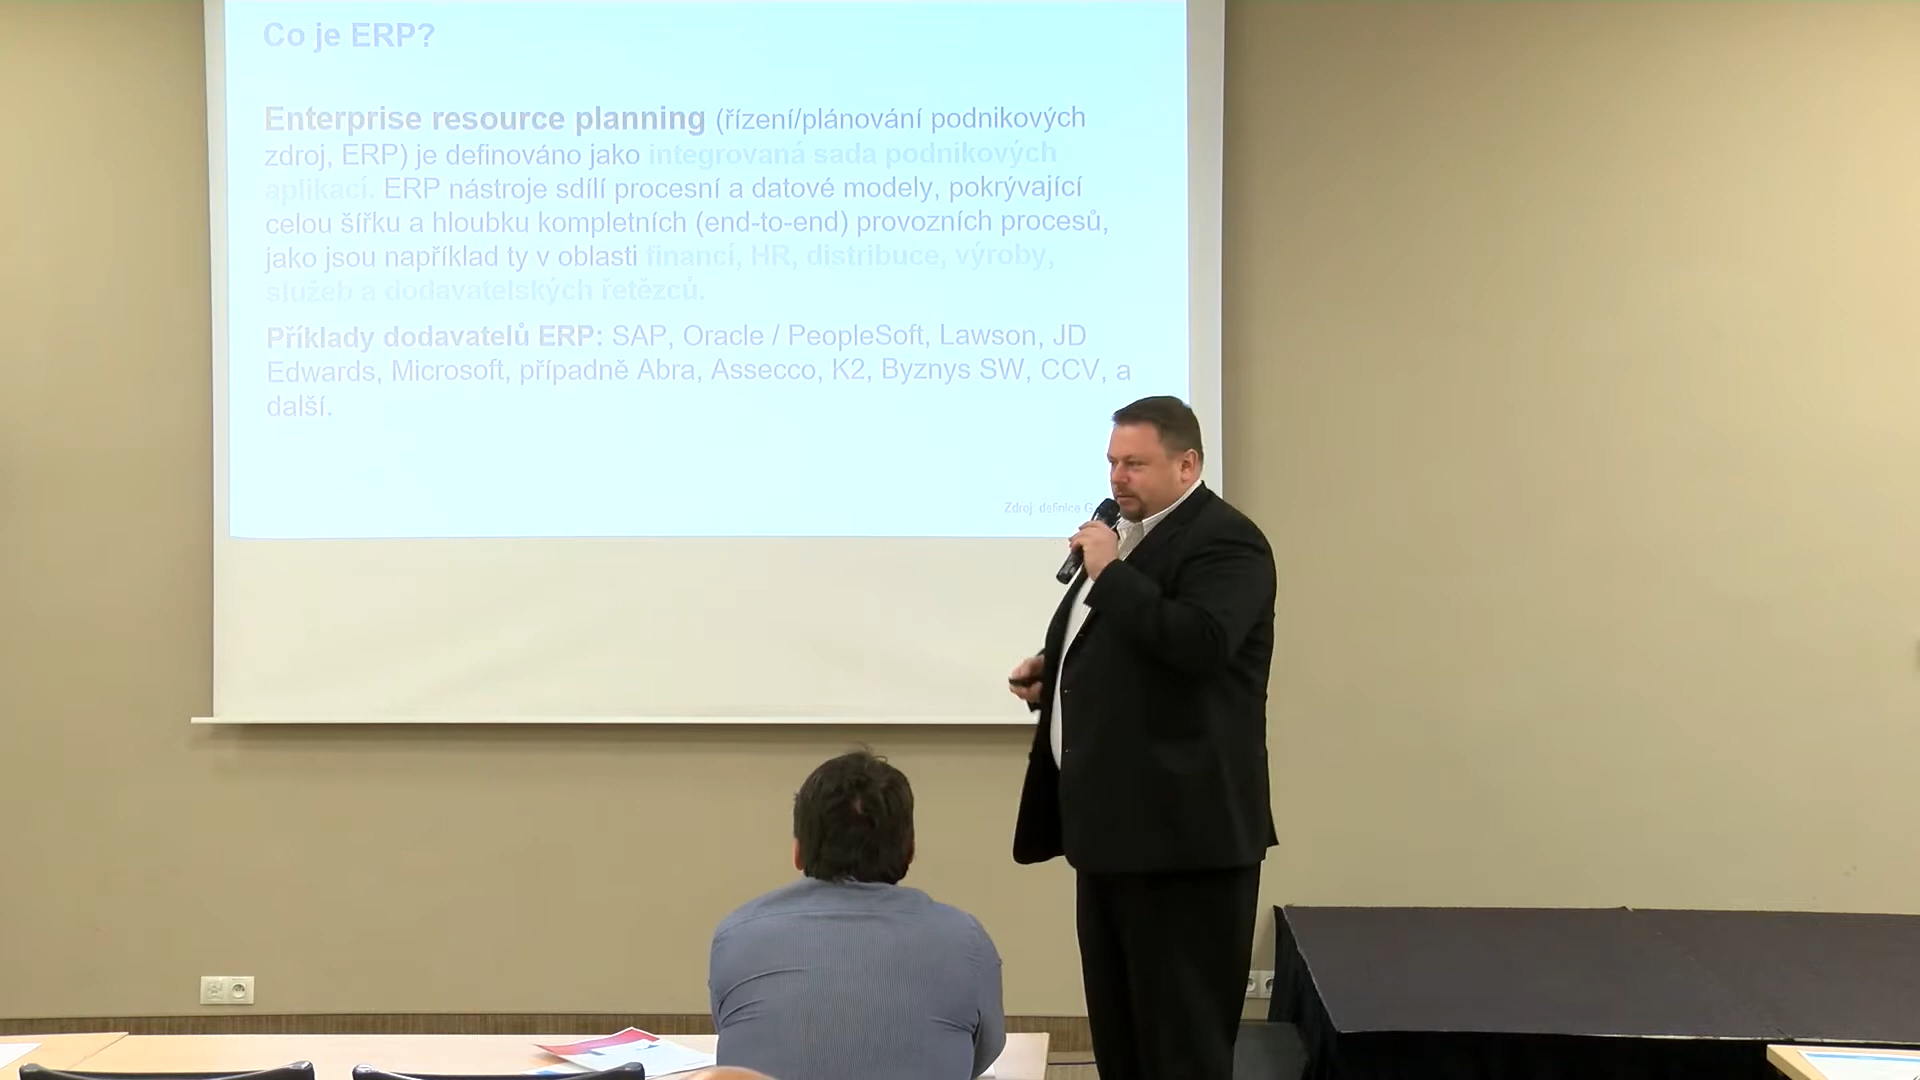 Co je ERP?
Enterprise resource planning (řízení/plánování podnikových
zdroj, ERP) je definováno jako integrovaná sada podnikových
aplikací. ERP nástroje sdílí procesní a datové modely, pokrývající
celou šířku a hloubku kompletních (end-to-end) provozních procesů,
jako jsou například ty v oblasti financí, HR, distribuce, výroby,
služeb a dodavatelských řetězců.
Příklady dodavatelů ERP: SAP, Oracle / PeopleSoft, Lawson, JD
Edwards, Microsoft, případně Abra, Assecco, K2, Byznys SW, CCV, a
další.
Zdroj: definice